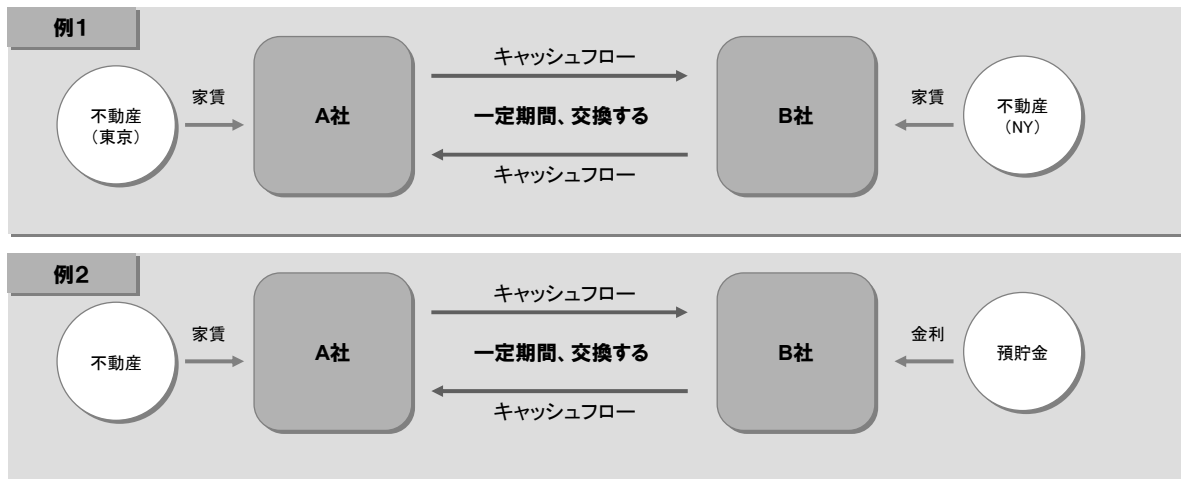 例1
不動産
（東京）
家賃
A社
キャッシュフロー
一定期間、交換する
キャッシュフロー
B社
家賃
不動産
（NY）
例2
不動産
家賃
A社
キャッシュフロー
一定期間、交換する
キャッシュフロー
B社
金利
預貯金